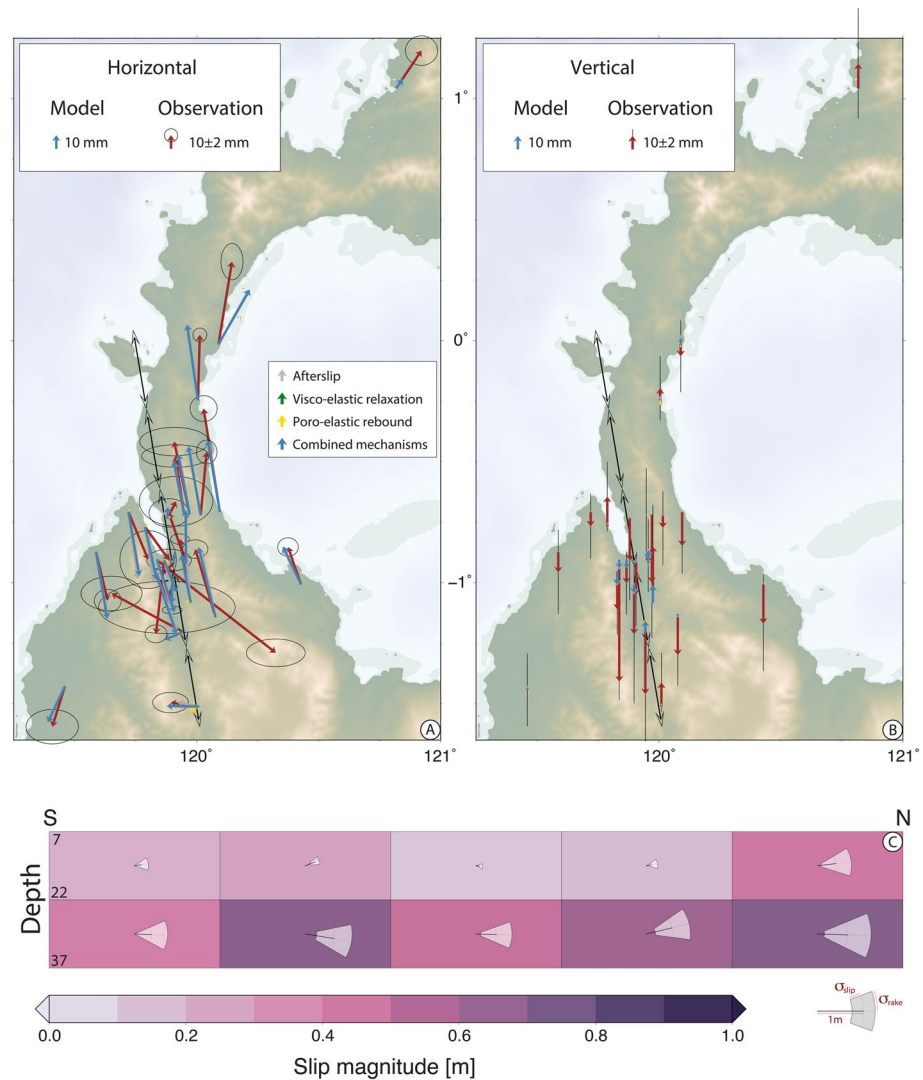 Horizontal
Model Observation
10 mm 10±2 mm
Vertical
Model Observation
10 mm 10±2 mm
1°
0°
-1°
Afterslip
Visco-elastic relaxation
Poro-elastic rebound
Combined mechanisms
A
B
120° 121°
120° 121°
S N
C
Depth
7
22
37
0.0 0.2 0.4 0.6 0.8 1.0
Slip magnitude [m]
σslip
σrake
1m